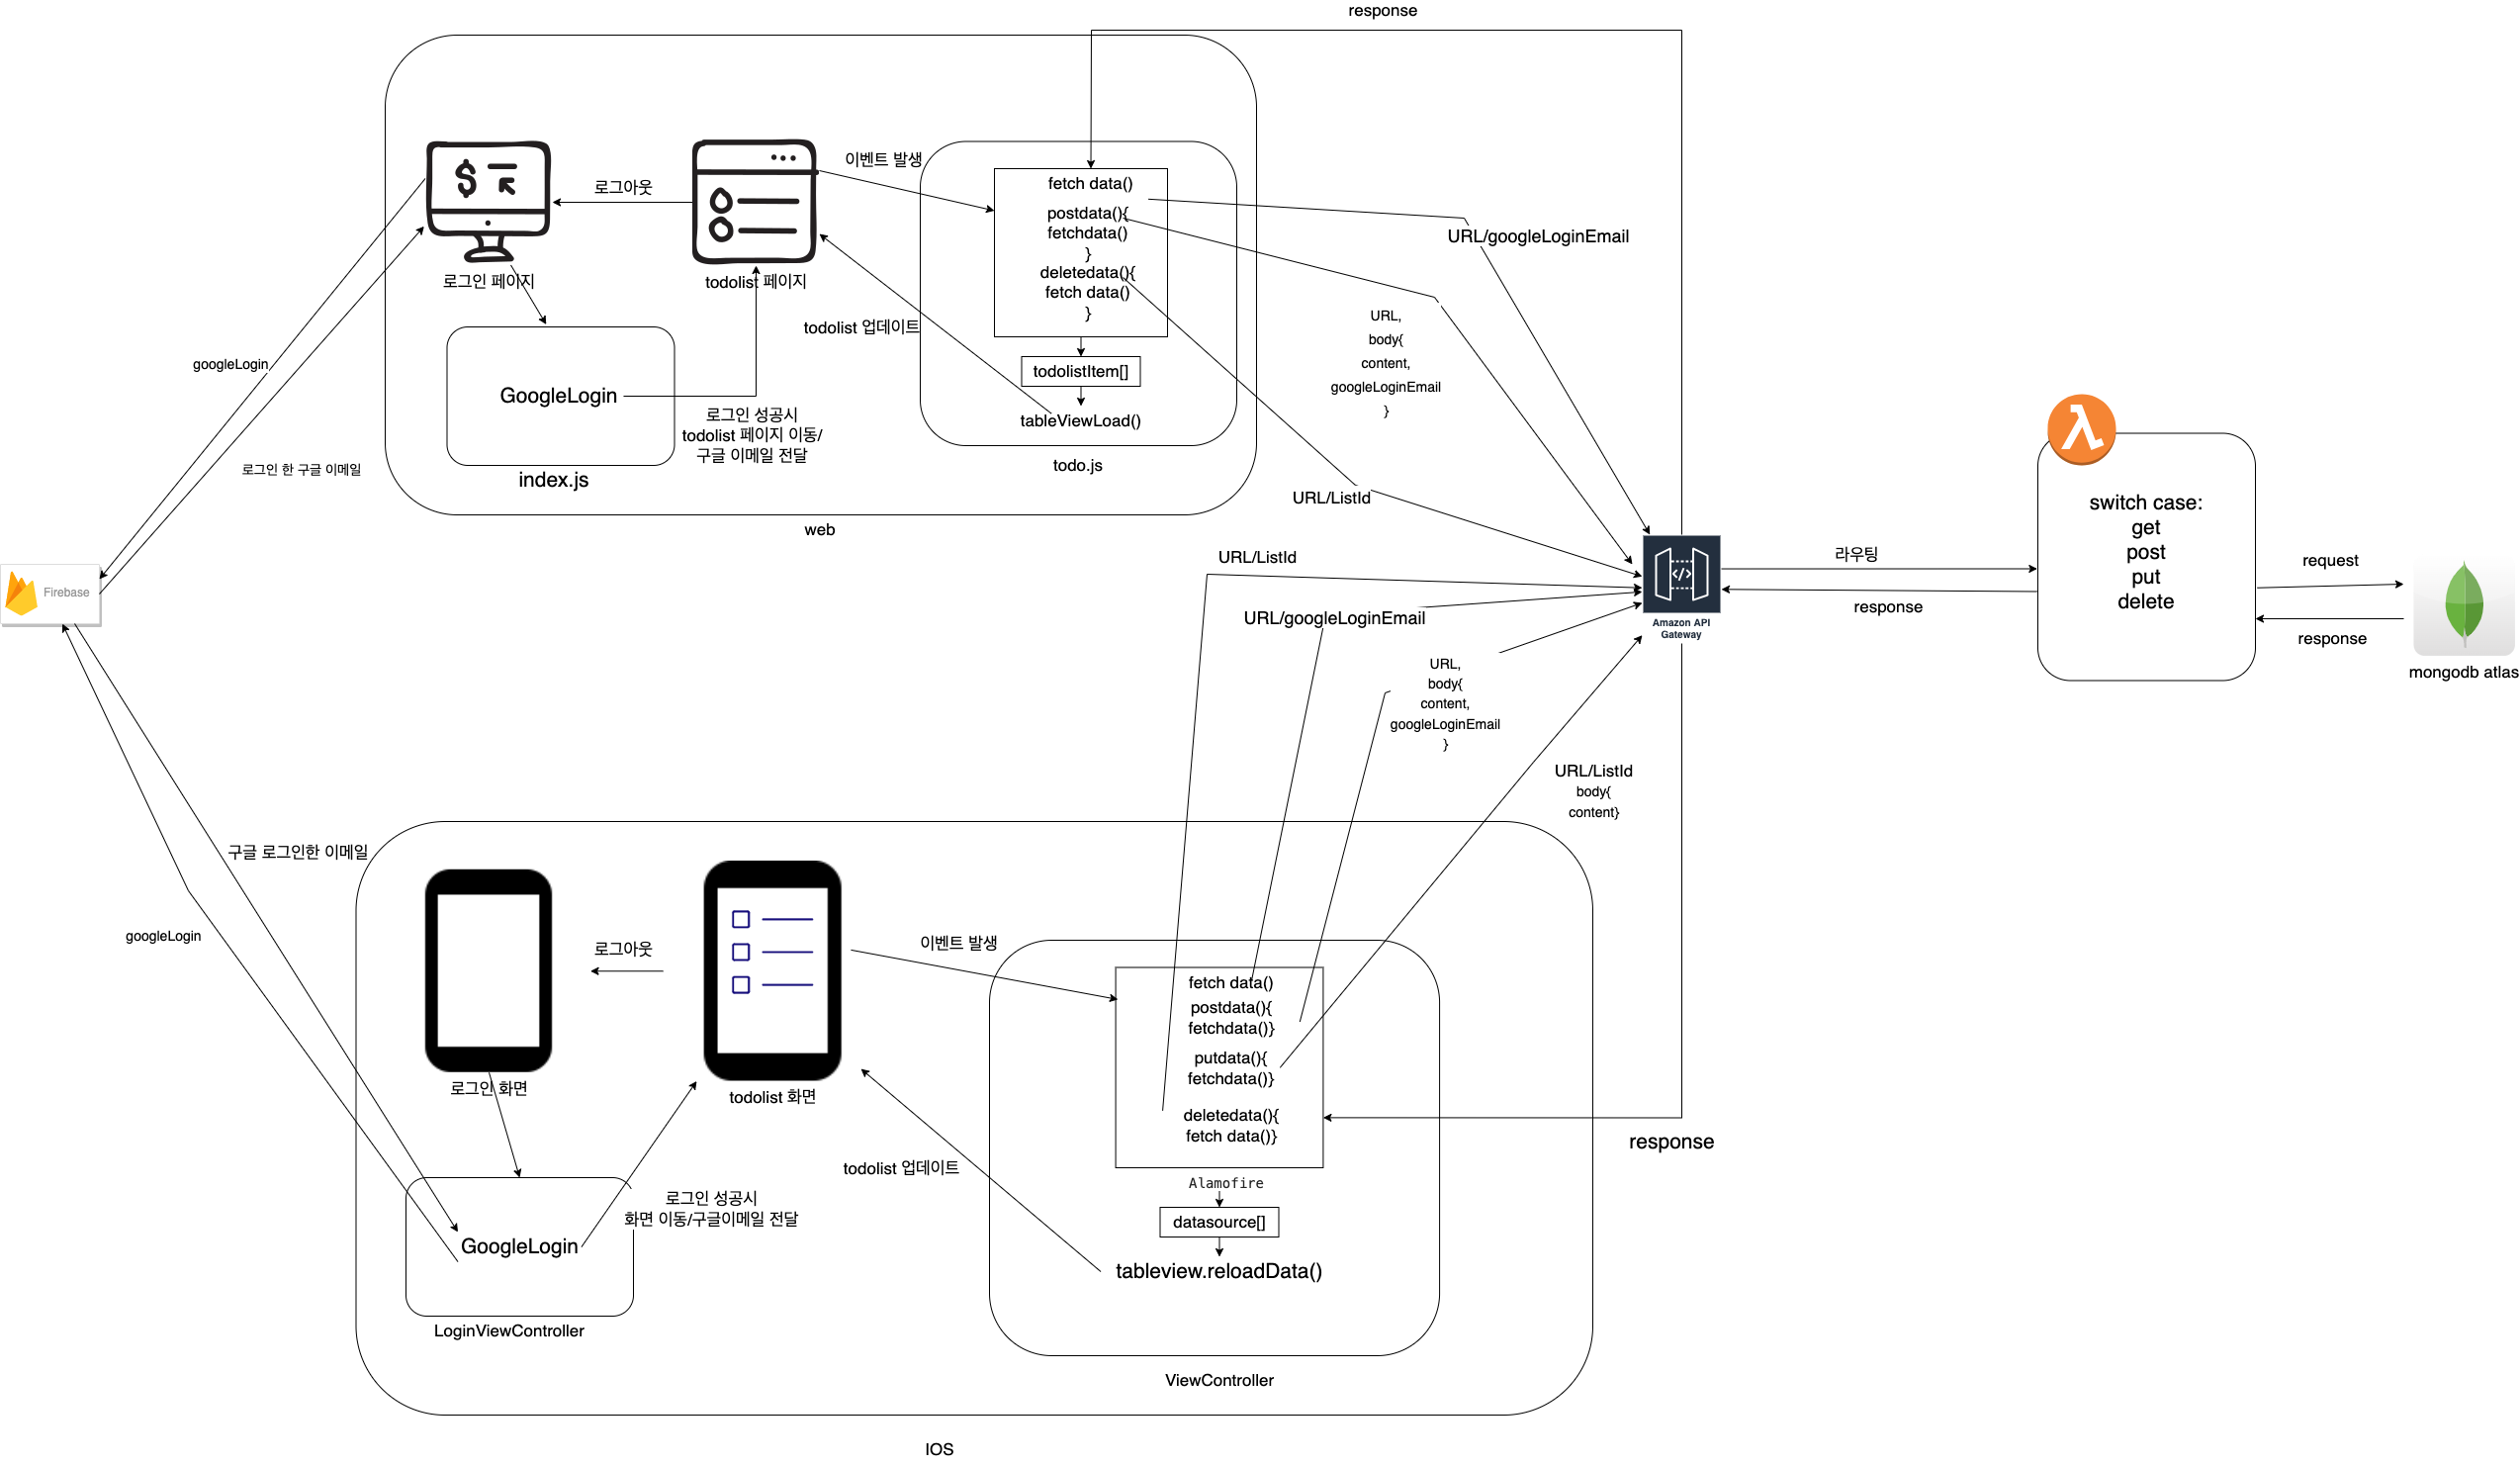 response
이벤트 발생
로그아웃
fetch data()
postdata(){
fetchdata()
}
deletedata(){
fetch data()
}
URL/googleLoginEmail
로그인 페이지
todolist 페이지
todolist 업데이트
URL,
body{
content,
googleLoginEmail
}
googleLogin
todolistItem[]
GoogleLogin
로그인 성공시
todolist 페이지 이동/
구글 이메일 전달
tableViewLoad()
로그인 한 구글 이메일
index.js
todo.js
URL/ListId
web
switch case:
get
post
put
delete
라우팅
response
request
response
mongodb atlas
Firebase
URL/ListId
URL/googleLoginEmail
Amazon API
Gateway
URL,
body{
content,
googleLoginEmail
}
URL/ListId
body{
content}
구글 로그인한 이메일
googleLogin
로그아웃
이벤트 발생
fetch data()
postdata(){
fetchdata()}
putdata(){
fetchdata()}
deletedata(){
fetch data()}
로그인 화면
todolist 화면
response
todolist 업데이트
Alamofire
로그인 성공시
화면 이동/구글이메일 전달
datasource[]
GoogleLogin
tableview.reloadData()
LoginViewController
ViewController
IOS